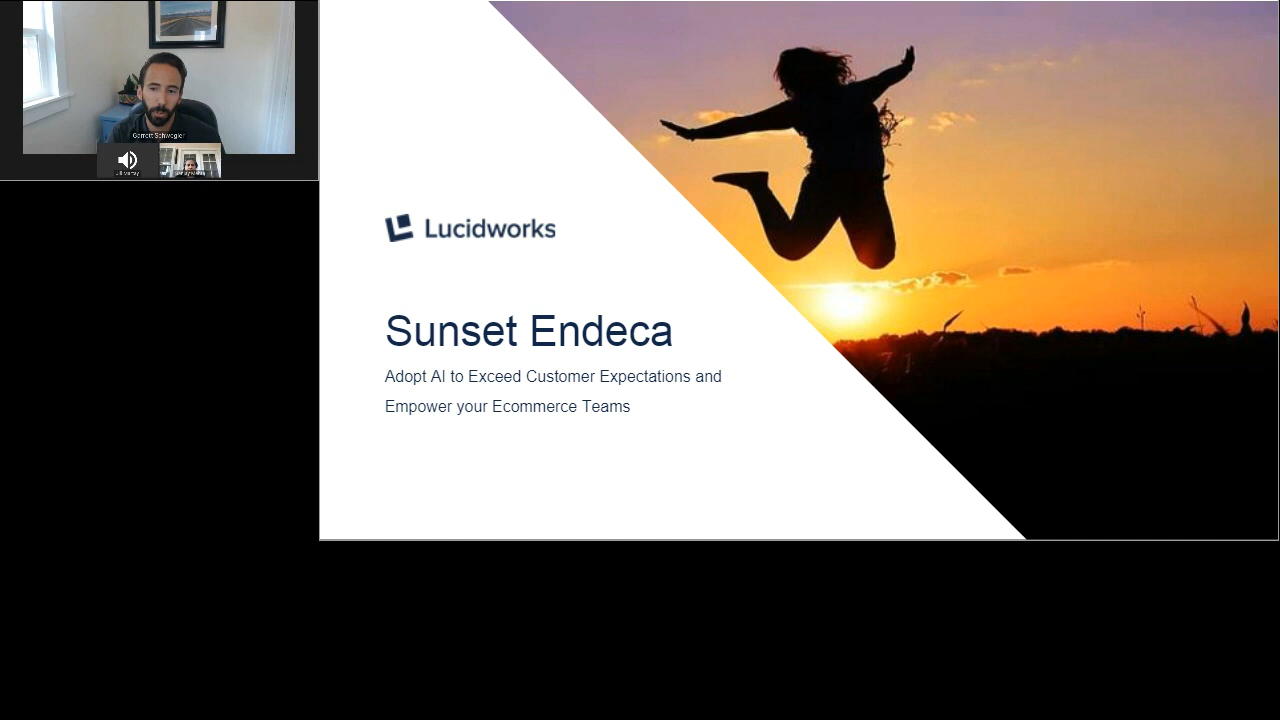 Garrett Schwegler
Lucidworks
Sunset Endeca
Adopt AI to Exceed Customer Expectations and
Empower your Ecommerce Teams